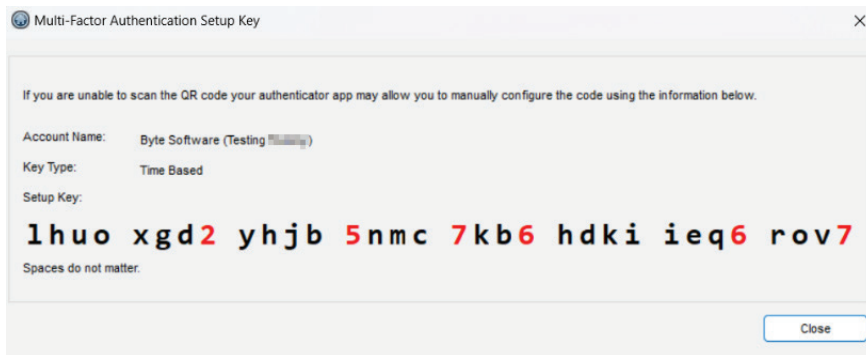 Multi-Factor Authentication Setup Key
If you are unable to scan the QR code your authenticator app may allow you to manually configure the code using the information below.
Account Name: Byte Software (Testing )
Key Type: Time Based
Setup Key:
lhuo xgd2 yhjb 5nmc 7kb6 hdki ieq6 rov7
Spaces do not matter.
Close